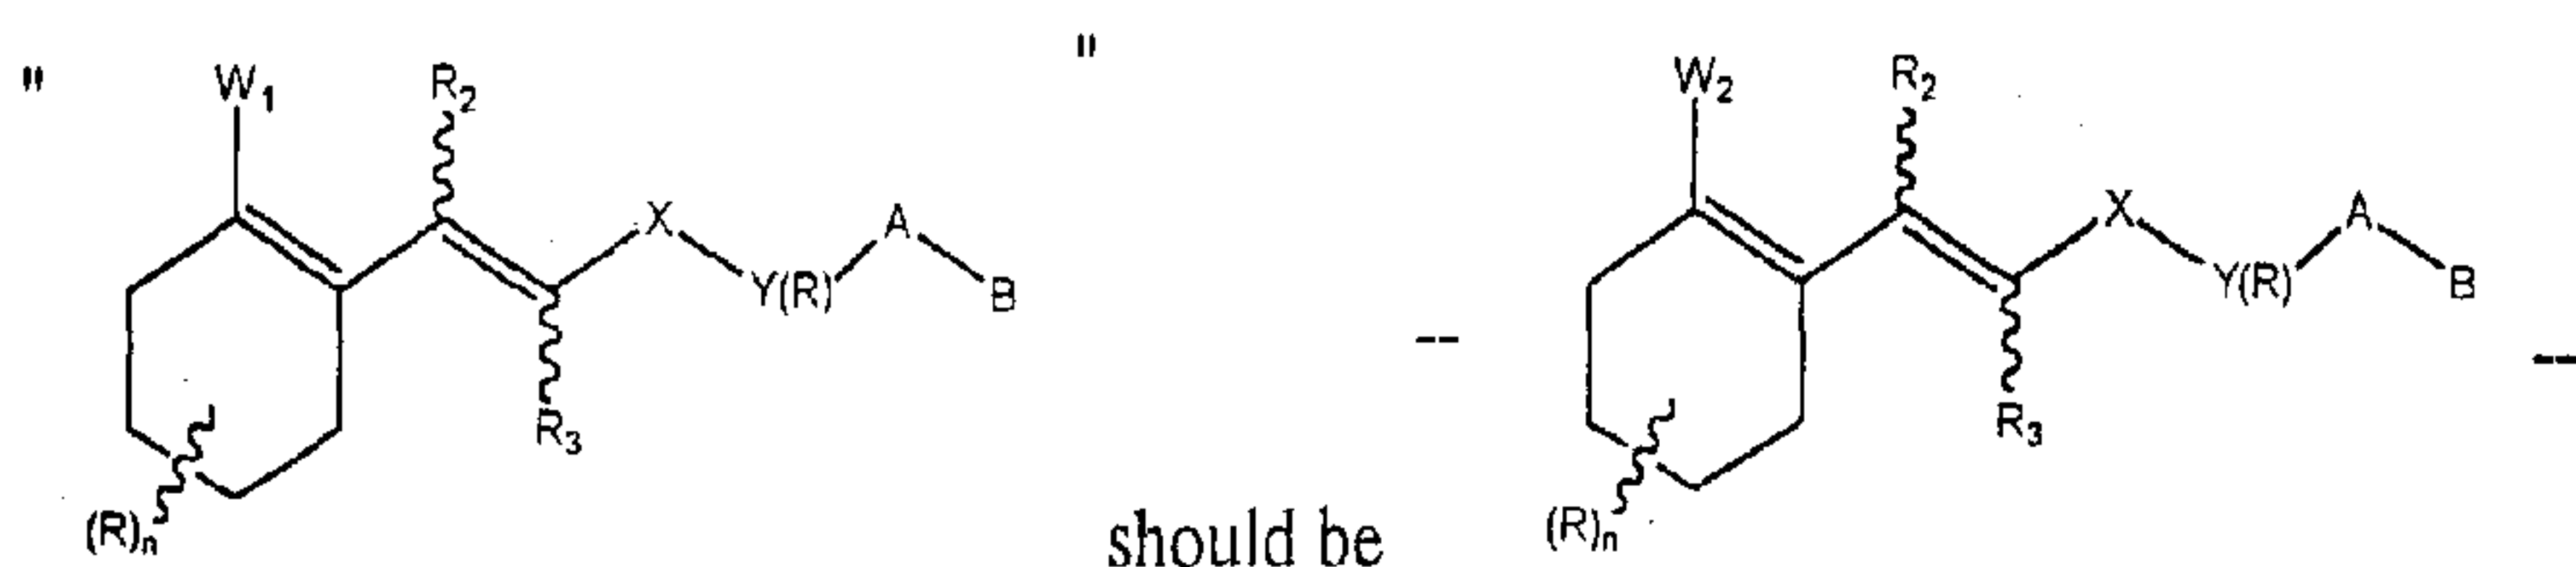 " W₁ R₂ "
X A
Y(R) B
R₃
(R)ₙ
should be
-- W₂ R₂
X A
Y(R) B --
R₃
(R)ₙ